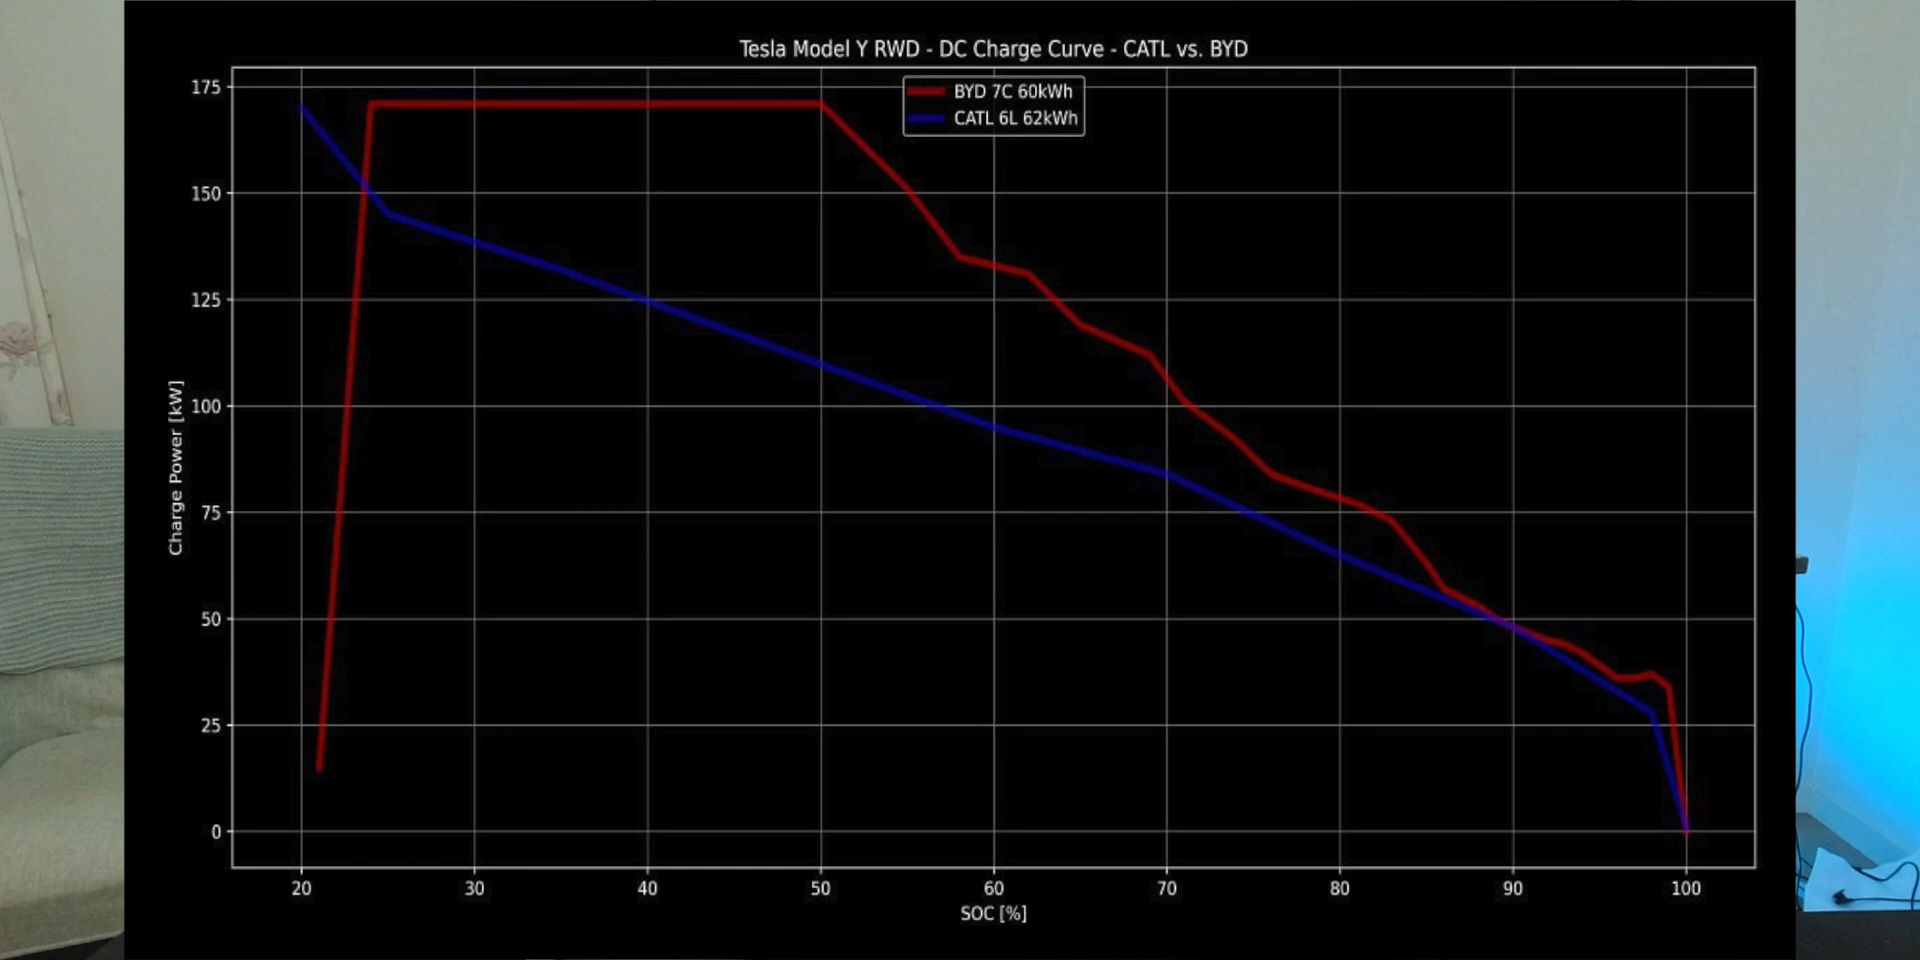 Tesla Model Y RWD - DC Charge Curve - CATL vs. BYD
BYD 7C 60kWh
CATL 6L 62kWh
Charge Power [kW]
175
150
125
100
75
50
25
0
20 30 40 50 60 70 80 90 100
SOC [%]